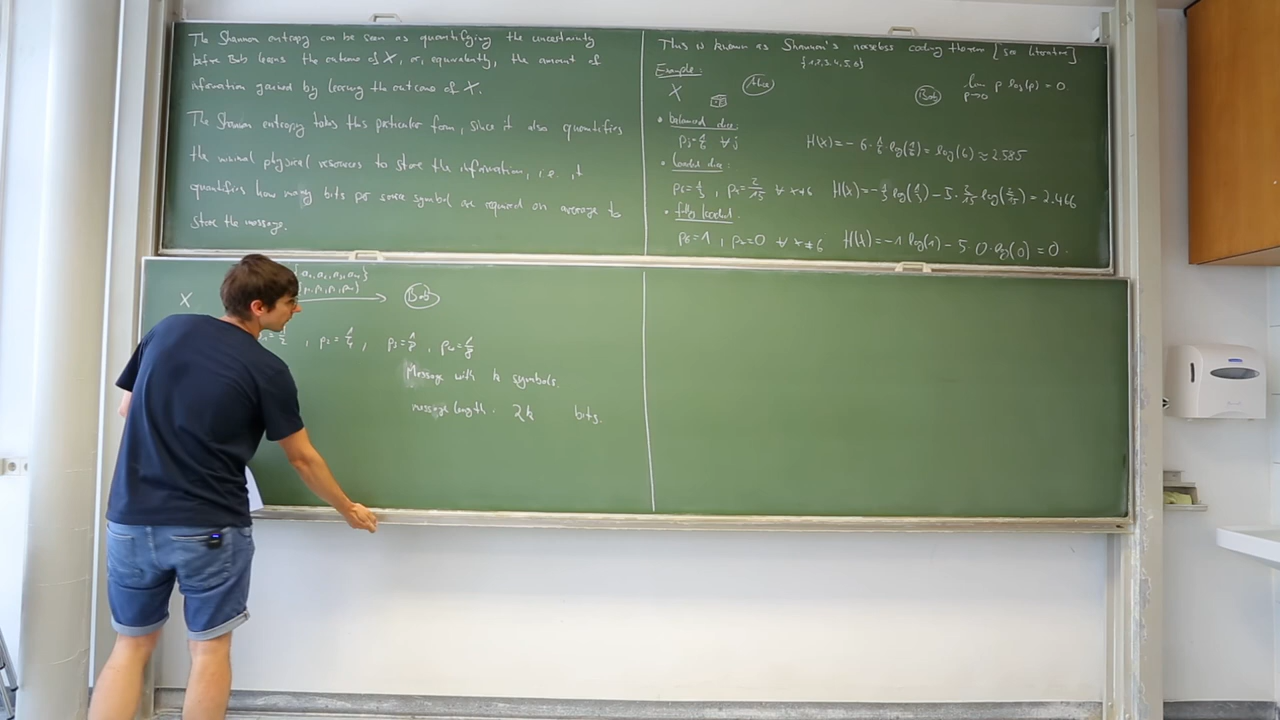 The Shannon entropy can be seen as quantifying the uncertainty
before Bob learns the outcome of X, or, equivalently, the amount of
information gained by learning the outcome of X.
The Shannon entropy takes this particular form, since it also quantifies
the minimal physical resources to store the information, i.e. it
quantifies how many bits per source symbol are required on average to
store the message.
This is known as Shannon's noiseless coding theorem [see literature]
{1,2,3,4,5,6}
Example:
X Alice Bob lim p→0 p log(p) = 0.
• balanced dice:
pj = 1/6 ∀j H(X) = - 6 · 1/6 · log(1/6) = log(6) ≈ 2.585
• loaded dice:
p6 = 1/3 , px = 2/15 ∀ x≠6 H(X) = - 1/3 log(1/3) - 5 · 2/15 · log(2/15) = 2.466
• fully loaded:
p6 = 1 , px = 0 ∀ x≠6 H(X) = -1 log(1) - 5 · 0 · log(0) = 0.
{a1, a2, a3, a4}
X Bob
= 1/2 , p2 = 1/4 , p3 = 1/8 , p4 = 1/8
Message with k symbols.
message length: 2k bits.